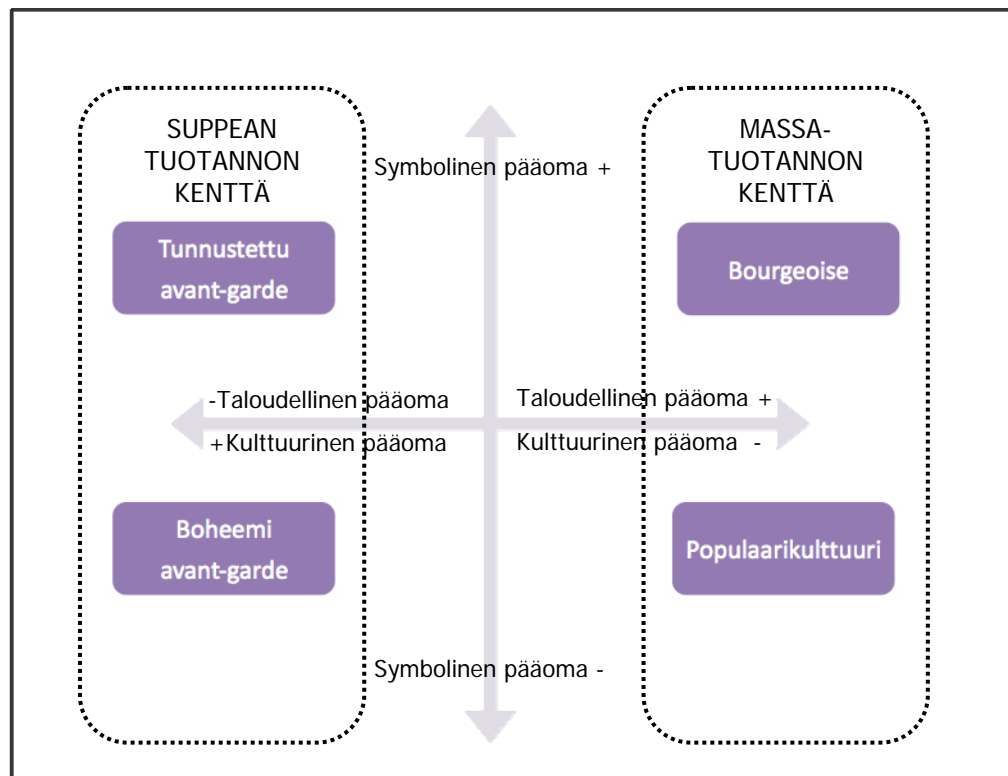 SUPPEAN
TUOTANNON
KENTTÄ
Tunnustettu
avant-garde
Symbolinen pääoma +
MASSA-
TUOTANNON
KENTTÄ
Bourgeoise
-Taloudellinen pääoma
+Kulttuurinen pääoma
Taloudellinen pääoma +
Kulttuurinen pääoma -
Boheemi
avant-garde
Populaarikulttuuri
Symbolinen pääoma -